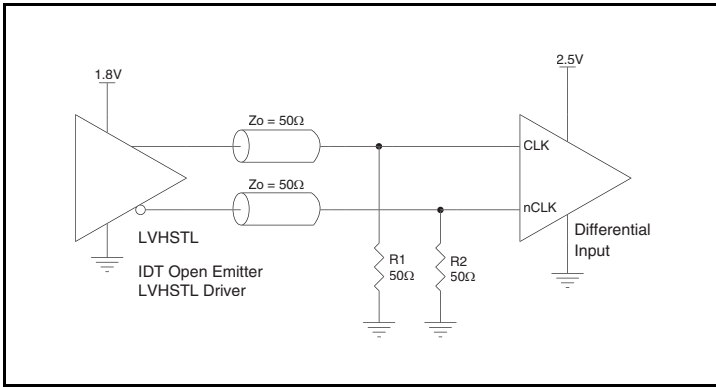 2.5V
1.8V
Zo = 50Ω
CLK
Zo = 50Ω
nCLK
LVHSTL
IDT Open Emitter
LVHSTL Driver
R1
50Ω
R2
50Ω
Differential
Input